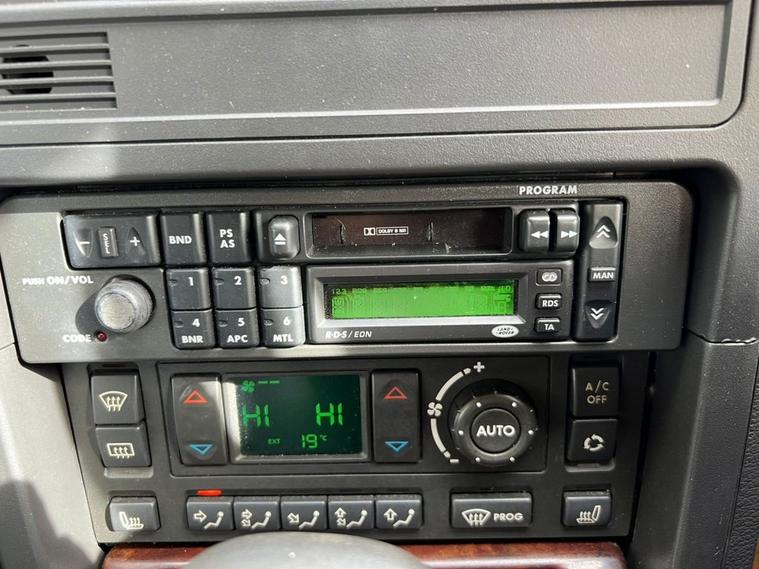 PROGRAM
− SEL +
BND
PS
AS
DOLBY B NR
MAN
PUSH ON/VOL
1
2
3
CD
4
BNR
5
APC
6
MTL
RDS
TA
CODE
R·D·S/EON
LAND
ROVER
HI HI
EXT 19°C
+
AUTO
−
A/C
OFF
PROG